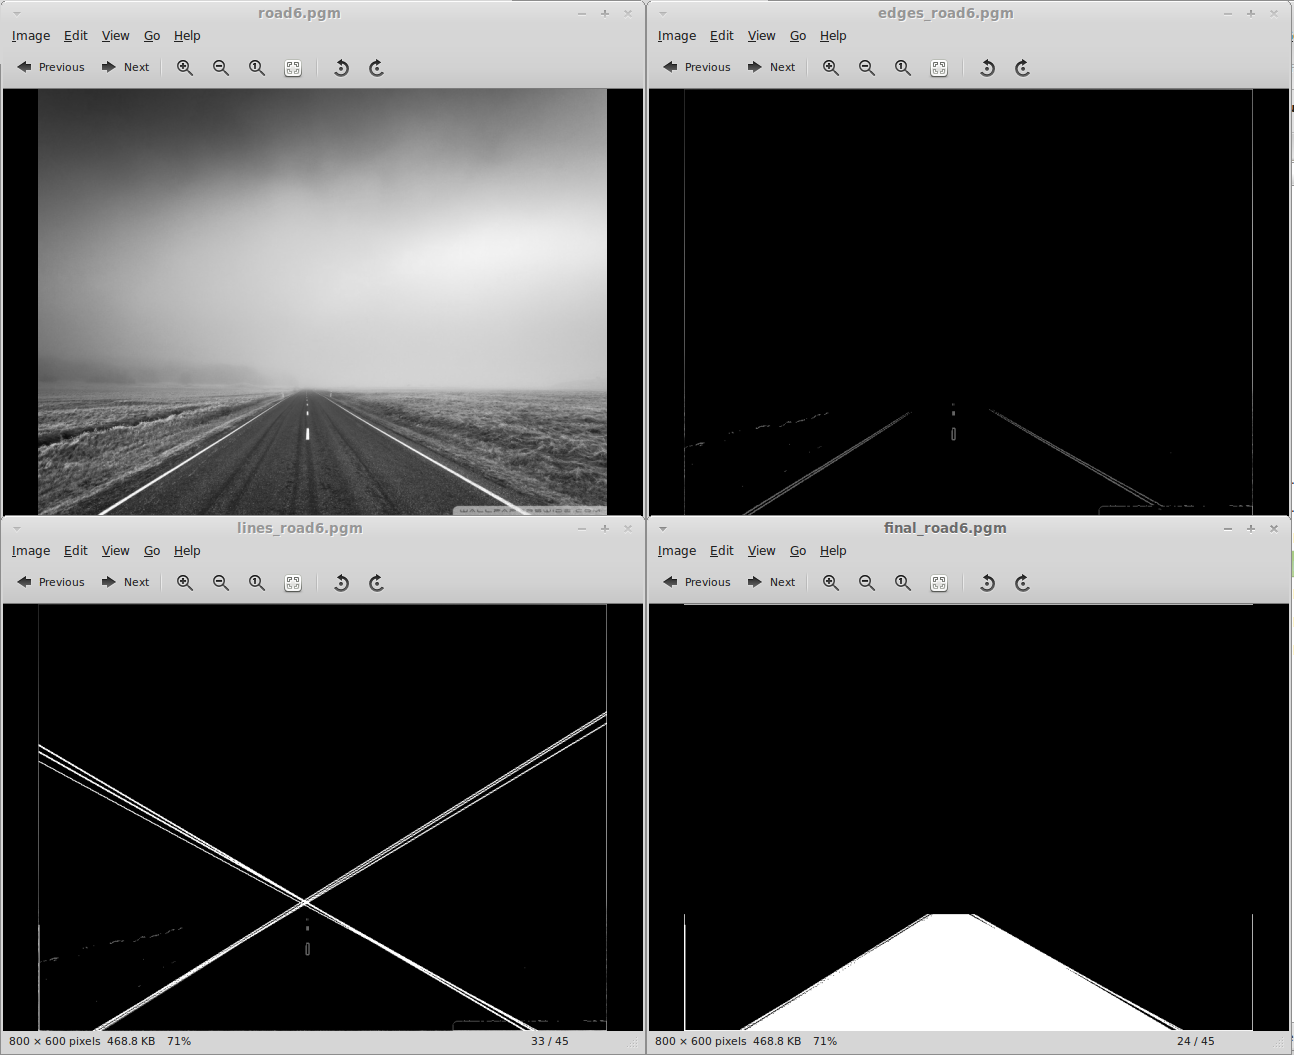 road6.pgm
Image Edit View Go Help
Previous Next
edges_road6.pgm
Image Edit View Go Help
Previous Next
lines_road6.pgm
Image Edit View Go Help
Previous Next
800 × 600 pixels 468.8 KB 71% 33 / 45
final_road6.pgm
Image Edit View Go Help
Previous Next
800 × 600 pixels 468.8 KB 71% 24 / 45